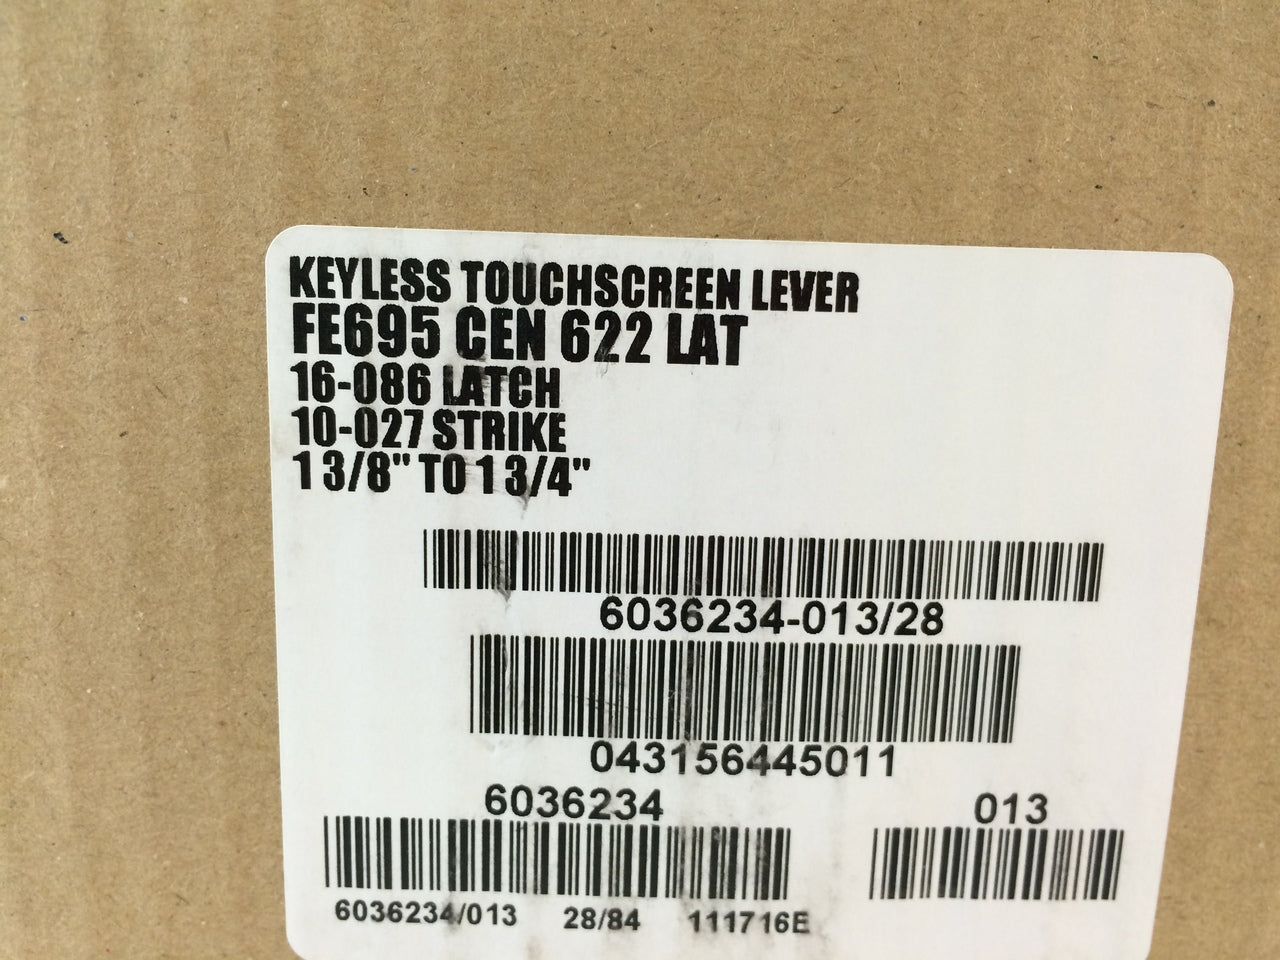 KEYLESS TOUCHSCREEN LEVER
FE695 CEN 622 LAT
16-086 LATCH
10-027 STRIKE
1 3/8" TO 1 3/4"
6036234-013/28
043156445011
6036234 013
6036234/013 28/84 111716E